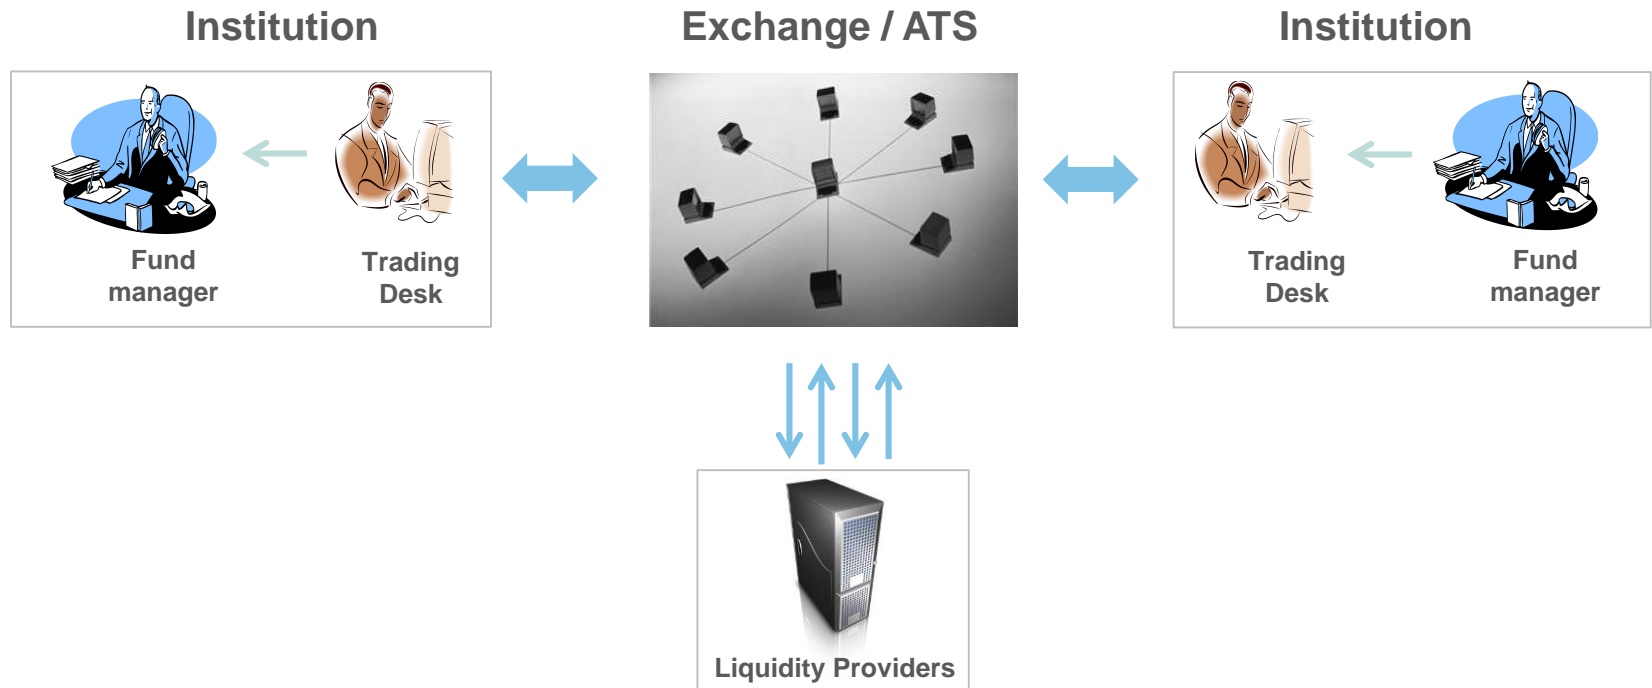 Institution
Exchange / ATS
Institution
Fund
manager
Trading
Desk
Trading
Desk
Fund
manager
Liquidity Providers